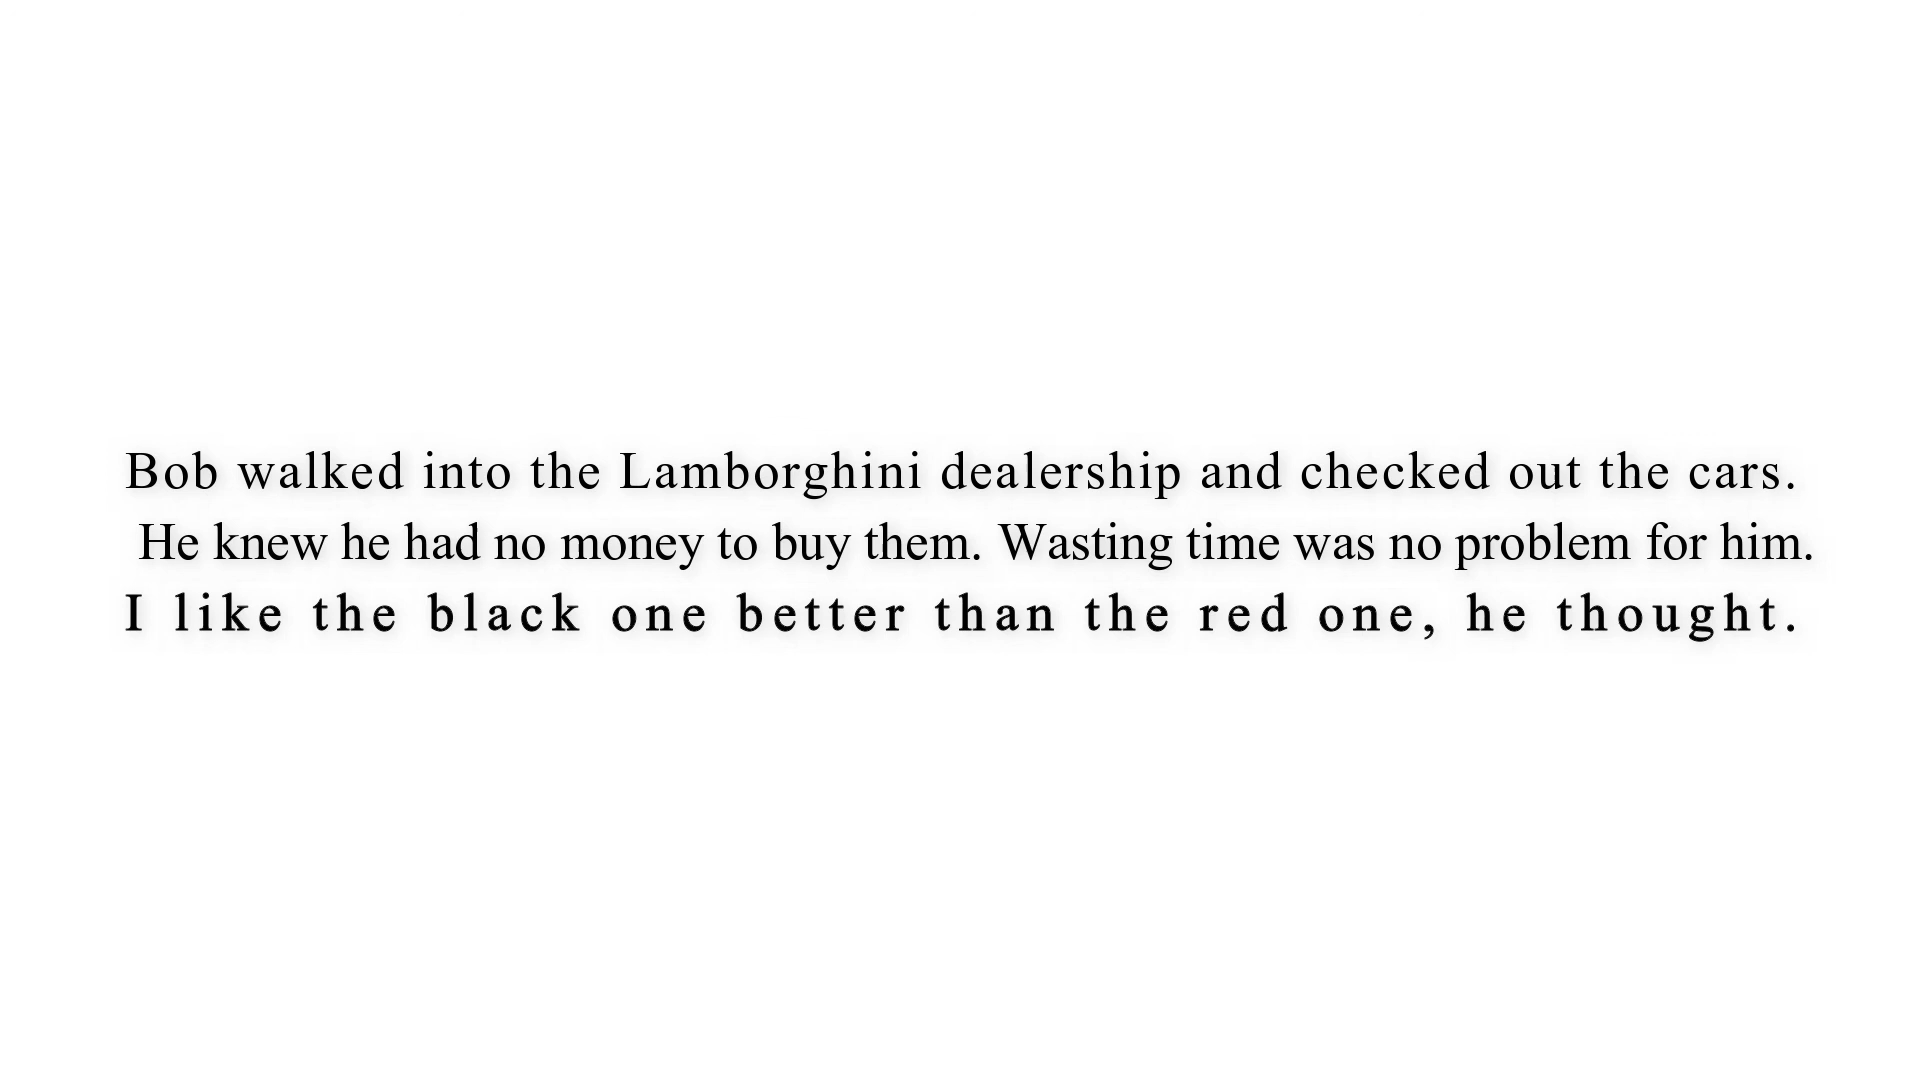 Bob walked into the Lamborghini dealership and checked out the cars.
He knew he had no money to buy them. Wasting time was no problem for him.
I like the black one better than the red one, he thought.